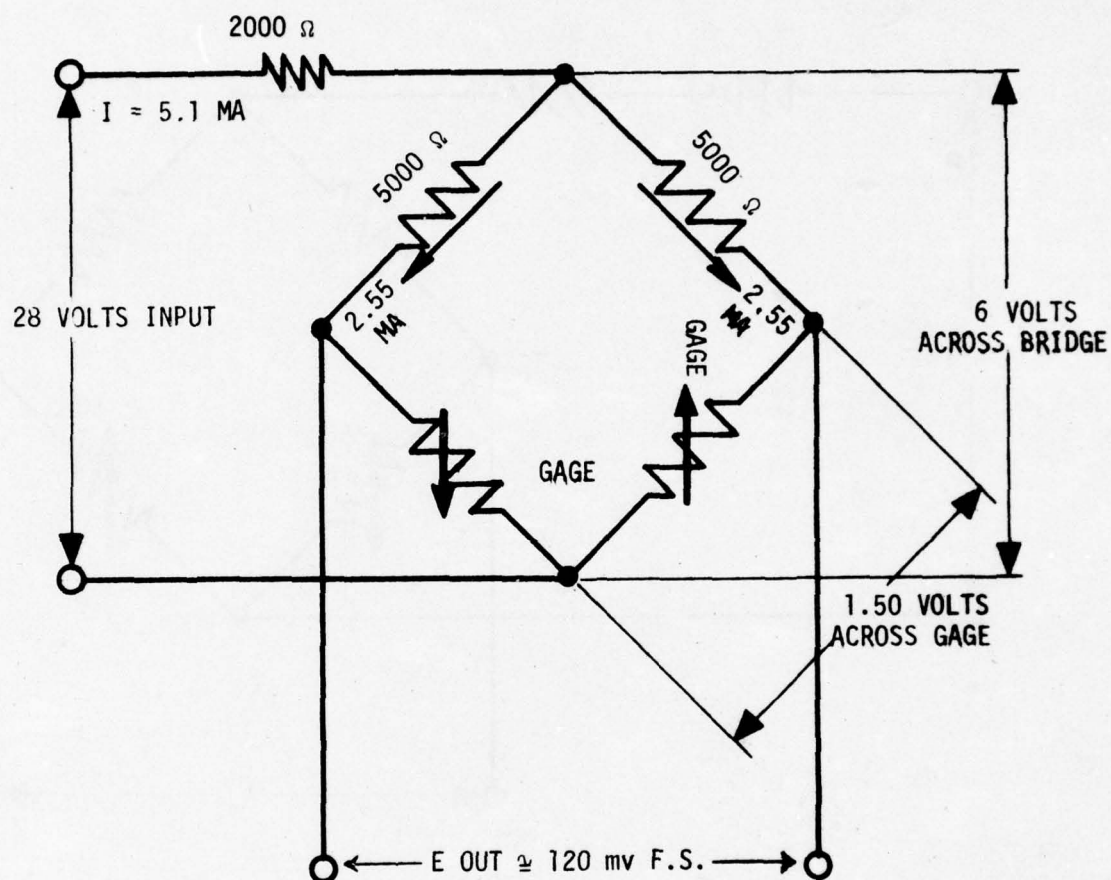 2000 Ω
I = 5.1 MA
5000 Ω
5000 Ω
28 VOLTS INPUT
2.55
MA
2.55
MA
GAGE
6 VOLTS
ACROSS BRIDGE
GAGE
1.50 VOLTS
ACROSS GAGE
E OUT ≃ 120 mv F.S.